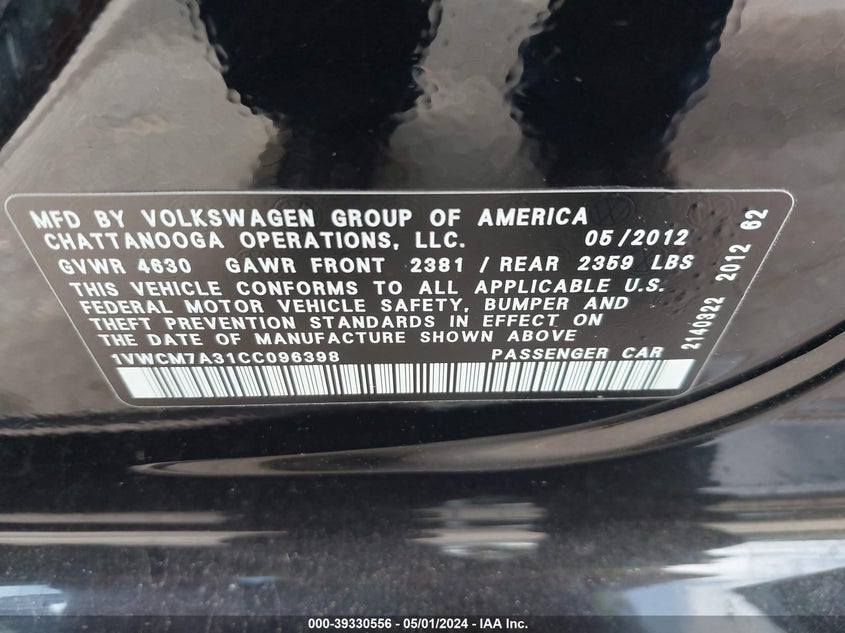 MFD BY VOLKSWAGEN GROUP OF AMERICA
CHATTANOOGA OPERATIONS, LLC. 05/2012
GVWR 4630 GAWR FRONT 2381 / REAR 2359 LBS
THIS VEHICLE CONFORMS TO ALL APPLICABLE U.S.
FEDERAL MOTOR VEHICLE SAFETY, BUMPER AND
THEFT PREVENTION STANDARDS IN EFFECT ON
THE DATE OF MANUFACTURE SHOWN ABOVE
1VWCM7A31CC096398 PASSENGER CAR
2140322 2012 62
000-39330556 - 05/01/2024 - IAA Inc.